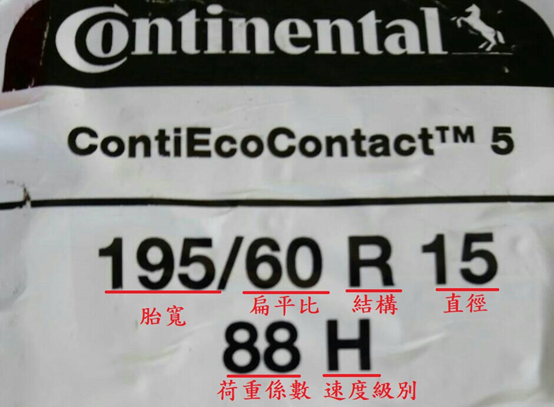 Continental
ContiEcoContact™ 5
195/60 R 15
胎寬 扁平比 結構 直徑
88 H
荷重係數 速度級別